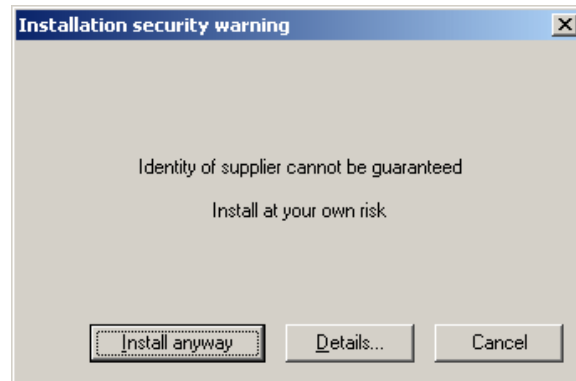 Installation security warning
Identity of supplier cannot be guaranteed
Install at your own risk
Install anyway
Details...
Cancel